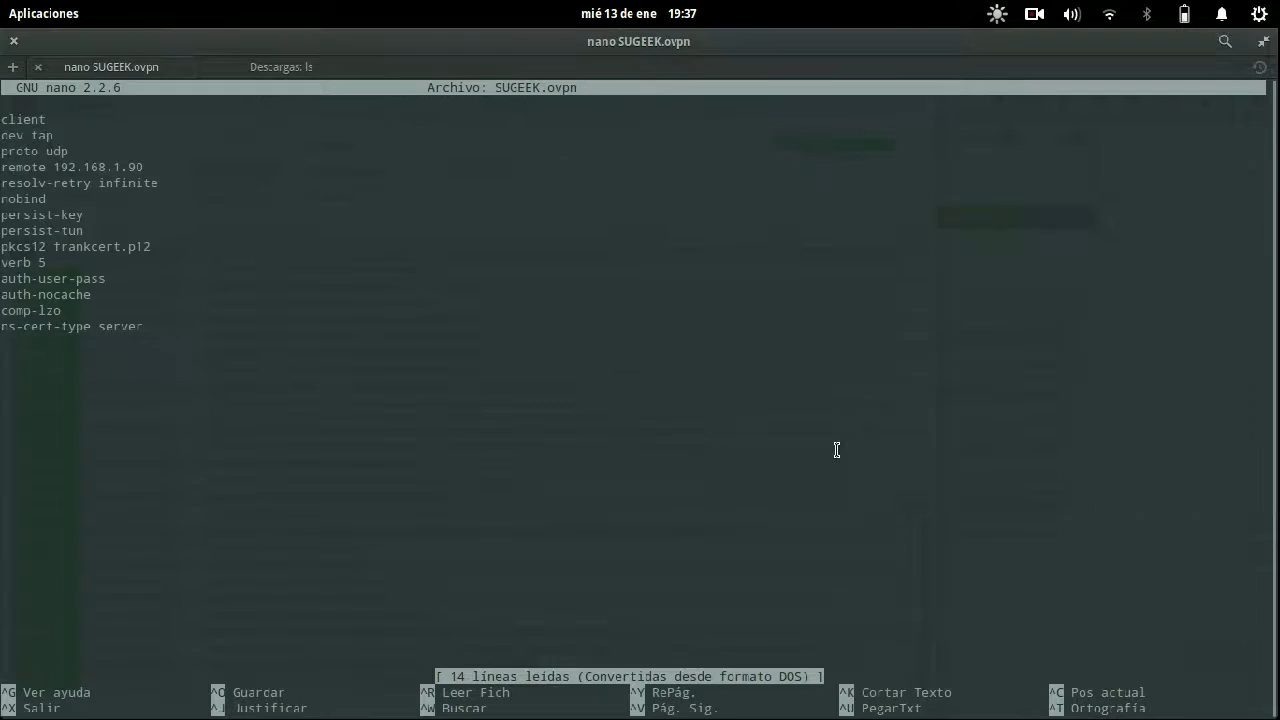 Aplicaciones
mié 13 de ene 19:37
nano SUGEEK.ovpn
nano SUGEEK.ovpn
Descargas: ls
GNU nano 2.2.6 Archivo: SUGEEK.ovpn
client
dev tap
proto udp
remote 192.168.1.90
resolv-retry infinite
nobind
persist-key
persist-tun
pkcs12 frankcert.p12
verb 5
auth-user-pass
auth-nocache
comp-lzo
ns-cert-type server
[ 14 líneas leídas (Convertidas desde formato DOS) ]
^G Ver ayuda ^O Guardar ^R Leer Fich ^Y RePág. ^K Cortar Texto ^C Pos actual
^X Salir ^J Justificar ^W Buscar ^V Pág. Sig. ^U PegarTxt ^T Ortografía